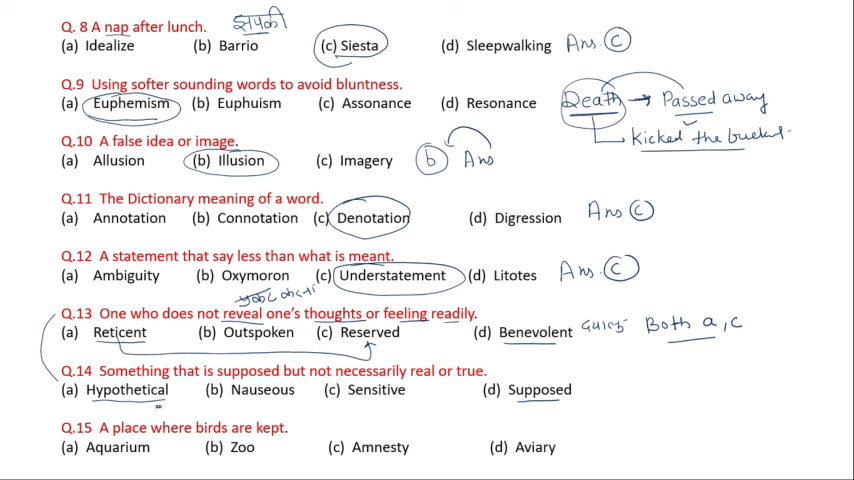 Q. 8 A nap after lunch. झपकी
(a) Idealize (b) Barrio (c) Siesta (d) Sleepwalking Ans. C
Q.9 Using softer sounding words to avoid bluntness.
(a) Euphemism (b) Euphuism (c) Assonance (d) Resonance Death → Passed away
Kicked the bucket
Q.10 A false idea or image.
(a) Allusion (b) Illusion (c) Imagery b Ans
Q.11 The Dictionary meaning of a word.
(a) Annotation (b) Connotation (c) Denotation (d) Digression Ans C
Q.12 A statement that say less than what is meant.
(a) Ambiguity (b) Oxymoron (c) Understatement (d) Litotes Ans. C
Q.13 One who does not reveal one's thoughts or feeling readily.
(a) Reticent (b) Outspoken (c) Reserved (d) Benevolent Both a, c
Q.14 Something that is supposed but not necessarily real or true.
(a) Hypothetical (b) Nauseous (c) Sensitive (d) Supposed
Q.15 A place where birds are kept.
(a) Aquarium (b) Zoo (c) Amnesty (d) Aviary